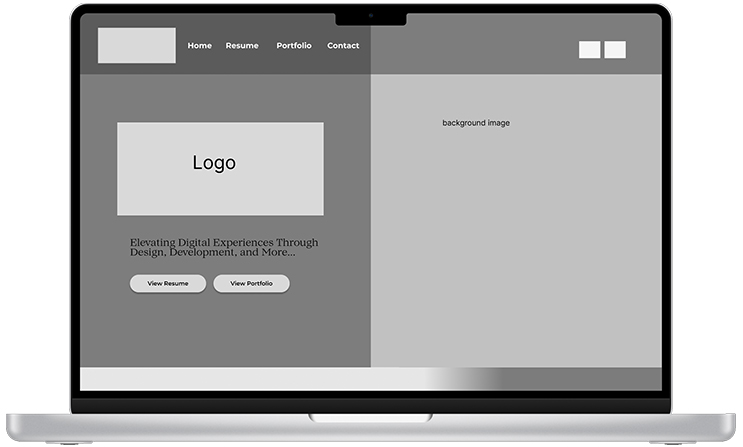 Home Resume Portfolio Contact
background image
Logo
Elevating Digital Experiences Through
Design, Development, and More...
View Resume View Portfolio